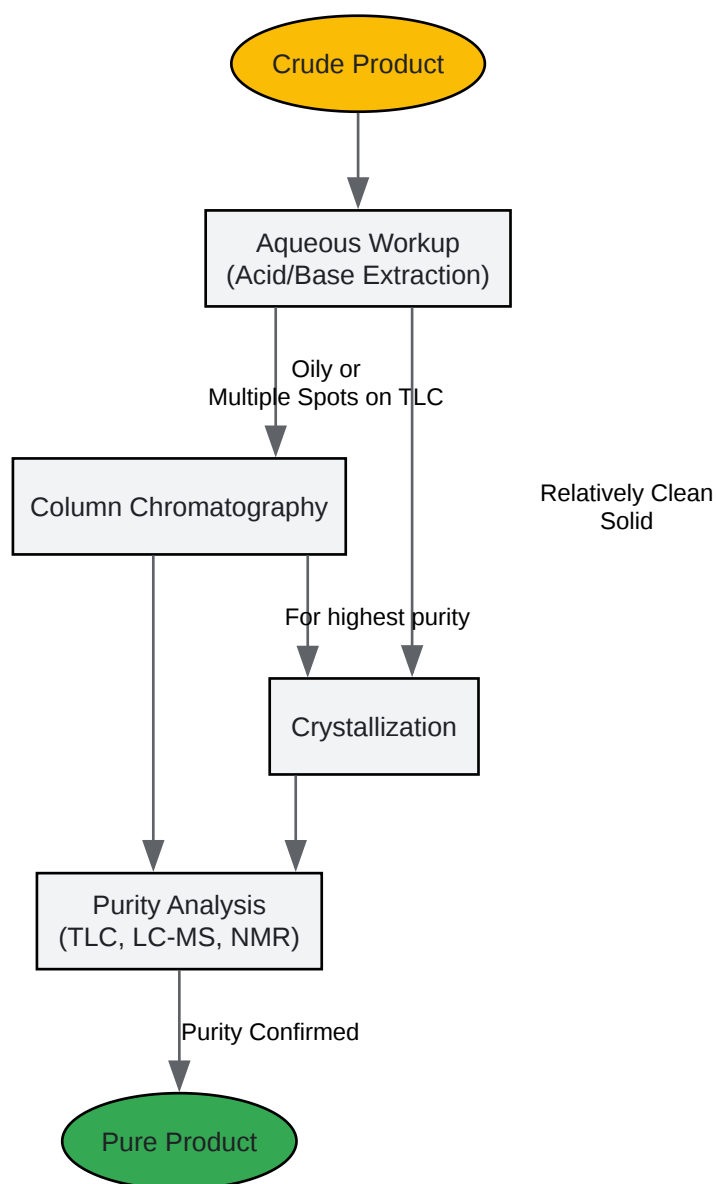 Crude Product
Aqueous Workup
(Acid/Base Extraction)
Oily or
Multiple Spots on TLC
Column Chromatography
Relatively Clean
Solid
For highest purity
Crystallization
Purity Analysis
(TLC, LC-MS, NMR)
Purity Confirmed
Pure Product